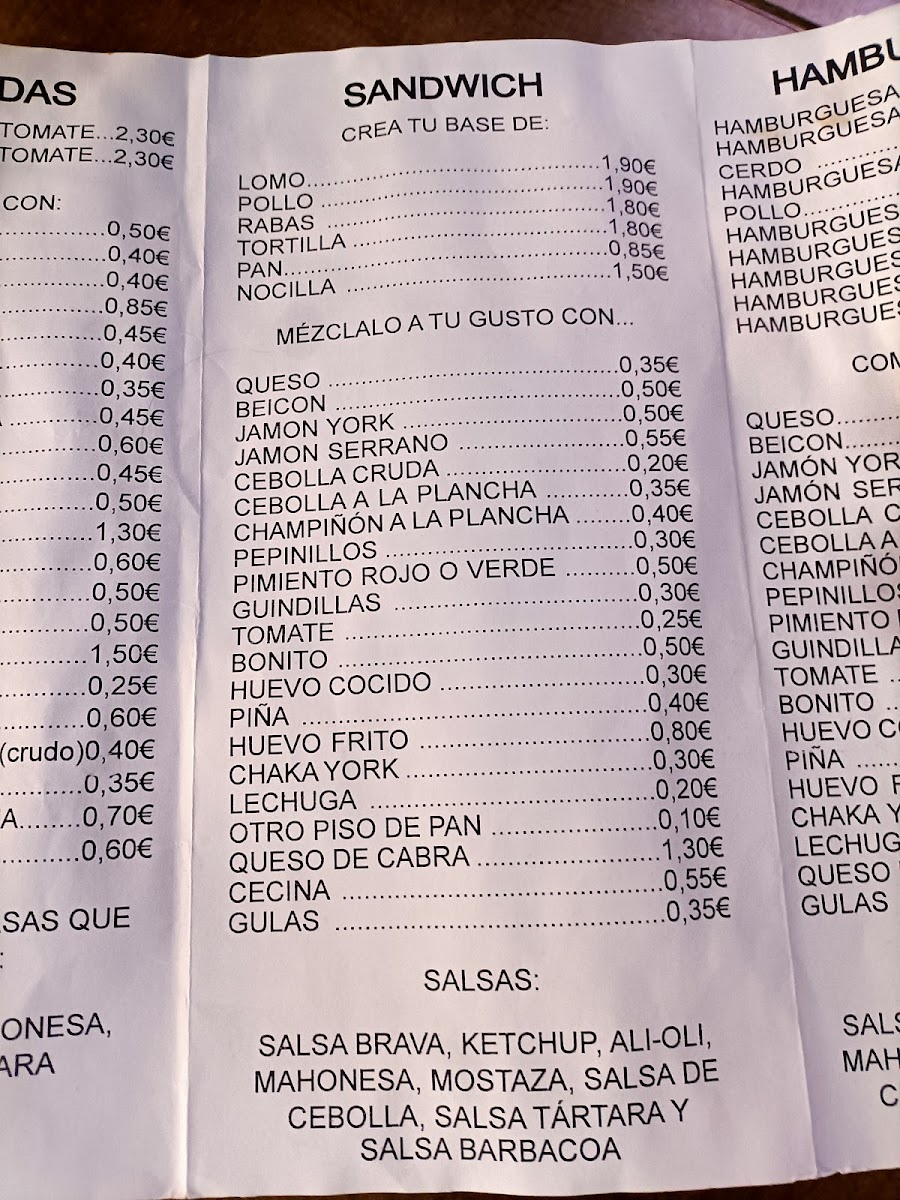 DAS
TOMATE...2,30€
TOMATE...2,30€
CON:
0,50€
0,40€
0,40€
0,85€
0,45€
0,40€
0,35€
0,45€
0,60€
0,45€
0,50€
1,30€
0,60€
0,50€
0,50€
1,50€
0,25€
0,60€
(crudo)0,40€
0,35€
A........0,70€
0,60€
SAS QUE
:
ONESA,
ARA
SANDWICH
CREA TU BASE DE:
LOMO........1,90€
POLLO........1,90€
RABAS........1,80€
TORTILLA........1,80€
PAN........0,85€
NOCILLA........1,50€
MÉZCLALO A TU GUSTO CON...
QUESO........0,35€
BEICON........0,50€
JAMON YORK........0,50€
JAMON SERRANO........0,55€
CEBOLLA CRUDA........0,20€
CEBOLLA A LA PLANCHA........0,35€
CHAMPIÑÓN A LA PLANCHA........0,40€
PEPINILLOS........0,30€
PIMIENTO ROJO O VERDE........0,50€
GUINDILLAS........0,30€
TOMATE........0,25€
BONITO........0,50€
HUEVO COCIDO........0,30€
PIÑA........0,40€
HUEVO FRITO........0,80€
CHAKA YORK........0,30€
LECHUGA........0,20€
OTRO PISO DE PAN........0,10€
QUESO DE CABRA........1,30€
CECINA........0,55€
GULAS........0,35€
SALSAS:
SALSA BRAVA, KETCHUP, ALI-OLI,
MAHONESA, MOSTAZA, SALSA DE
CEBOLLA, SALSA TÁRTARA Y
SALSA BARBACOA
HAMBU
HAMBURGUESA
HAMBURGUESA
CERDO
HAMBURGUESA
POLLO
HAMBURGUES
HAMBURGUES
HAMBURGUES
HAMBURGUES
HAMBURGUES
COM
QUESO
BEICON
JAMÓN YOR
JAMÓN SER
CEBOLLA C
CEBOLLA A
CHAMPIÑÓ
PEPINILLOS
PIMIENTO
GUINDILLA
TOMATE
BONITO
HUEVO CO
PIÑA
HUEVO F
CHAKA Y
LECHUG
QUESO
GULAS
SALS
MAH
C